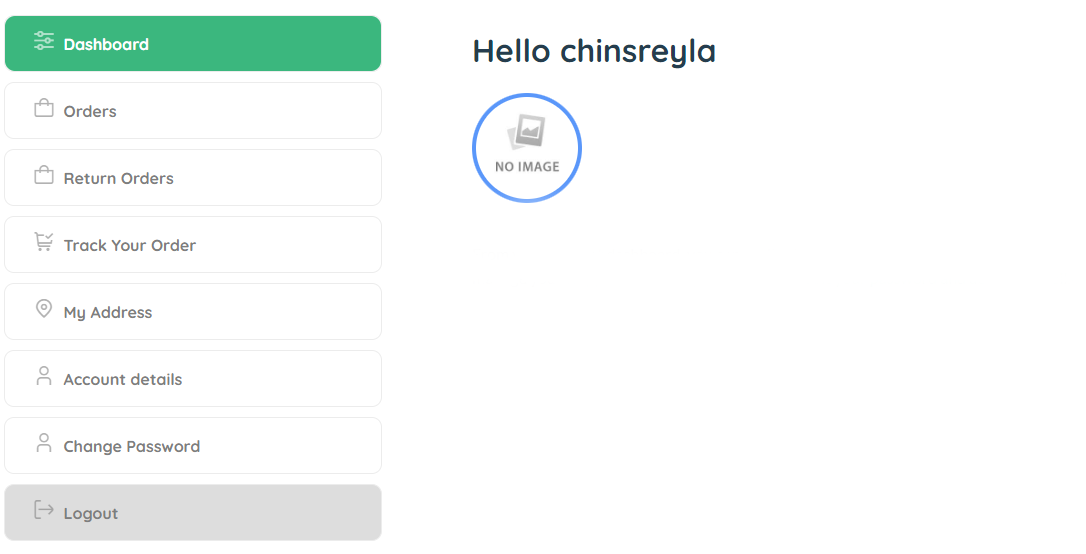 Dashboard
Orders
Return Orders
Track Your Order
My Address
Account details
Change Password
Logout
Hello chinsreyla
NO IMAGE